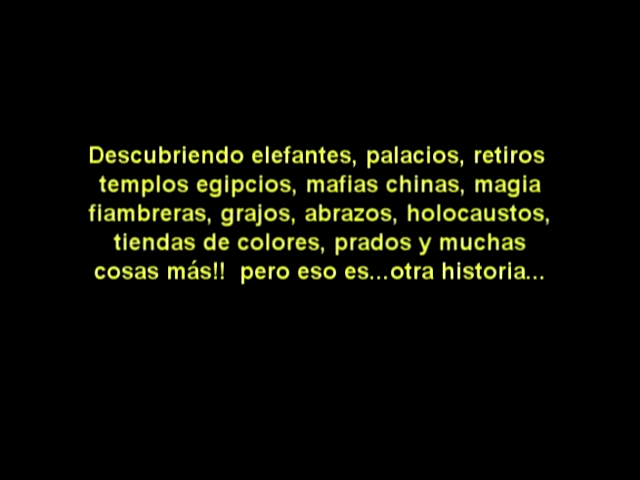 Descubriendo elefantes, palacios, retiros
templos egipcios, mafias chinas, magia
fiambreras, grajos, abrazos, holocaustos,
tiendas de colores, prados y muchas
cosas más!! pero eso es...otra historia...